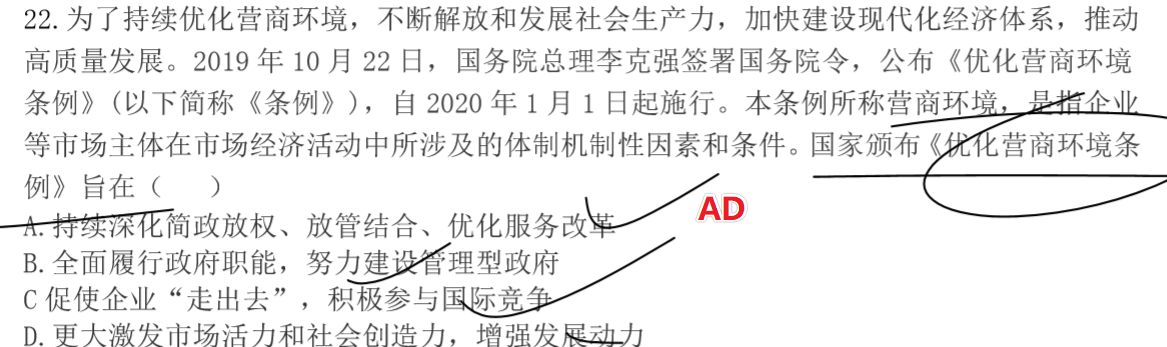 22.为了持续优化营商环境，不断解放和发展社会生产力，加快建设现代化经济体系，推动
高质量发展。2019 年 10 月 22 日，国务院总理李克强签署国务院令，公布《优化营商环境
条例》(以下简称《条例》)，自 2020 年 1 月 1 日起施行。本条例所称营商环境，是指企业
等市场主体在市场经济活动中所涉及的体制机制性因素和条件。国家颁布《优化营商环境条
例》旨在（　　）
AD
A.持续深化简政放权、放管结合、优化服务改革
B.全面履行政府职能，努力建设管理型政府
C 促使企业“走出去”，积极参与国际竞争
D.更大激发市场活力和社会创造力，增强发展动力